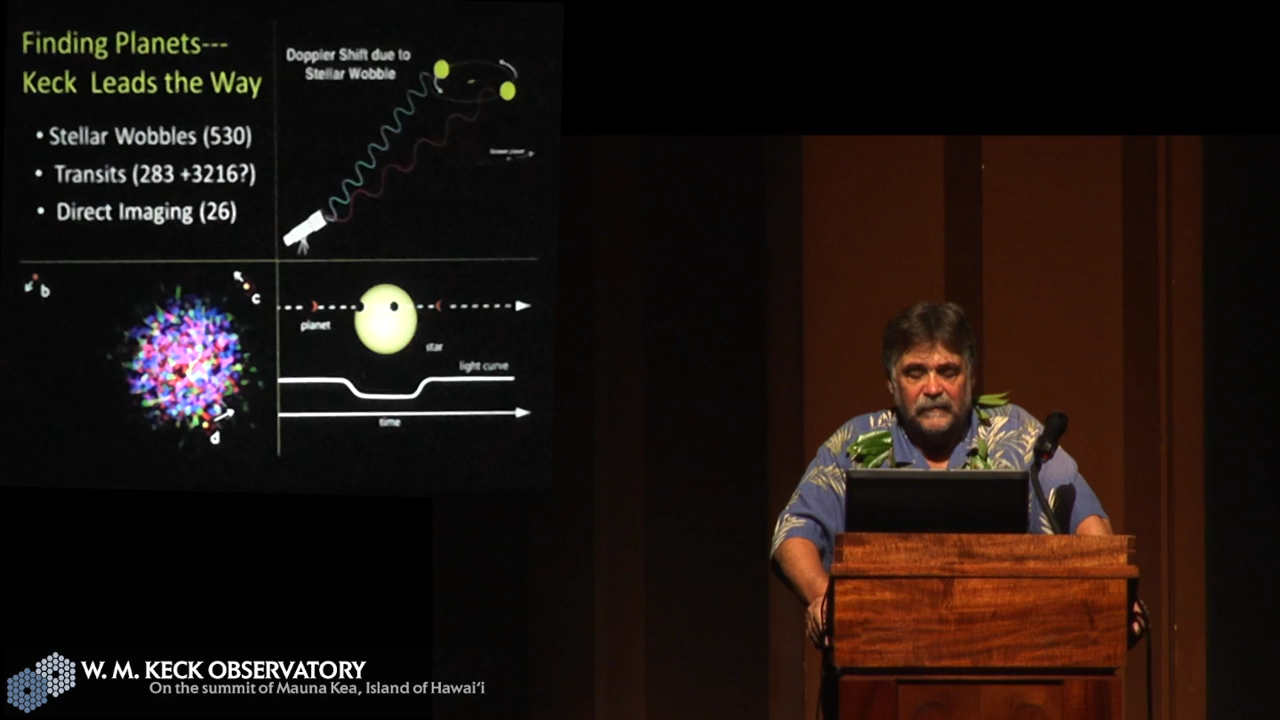 Finding Planets---
Keck Leads the Way
• Stellar Wobbles (530)
• Transits (283 +3216?)
• Direct Imaging (26)
Doppler Shift due to
Stellar Wobble
b
c
d
planet
star
light curve
time
W. M. KECK OBSERVATORY
On the summit of Mauna Kea, Island of Hawai‘i